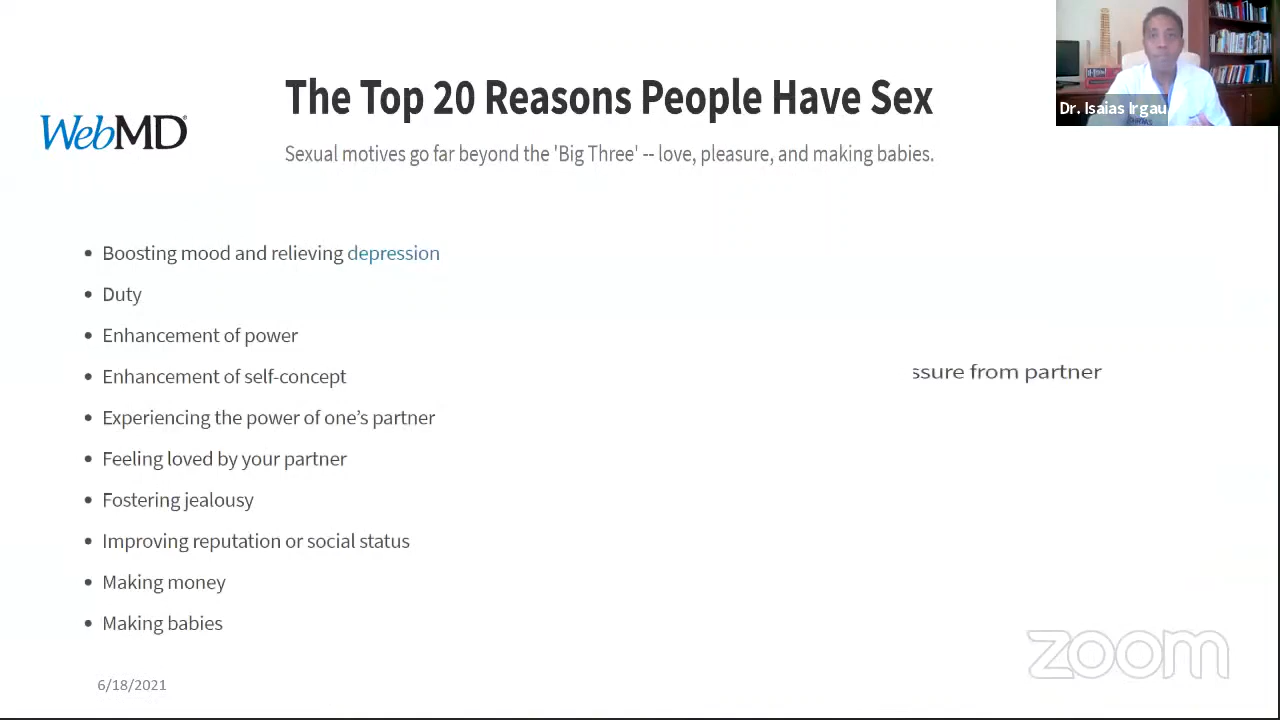 Dr. Isaias Irgau
The Top 20 Reasons People Have Sex
WebMD
Sexual motives go far beyond the 'Big Three' -- love, pleasure, and making babies.
• Boosting mood and relieving depression
• Duty
• Enhancement of power
• Enhancement of self-concept
ssure from partner
• Experiencing the power of one’s partner
• Feeling loved by your partner
• Fostering jealousy
• Improving reputation or social status
• Making money
• Making babies
zoom
6/18/2021